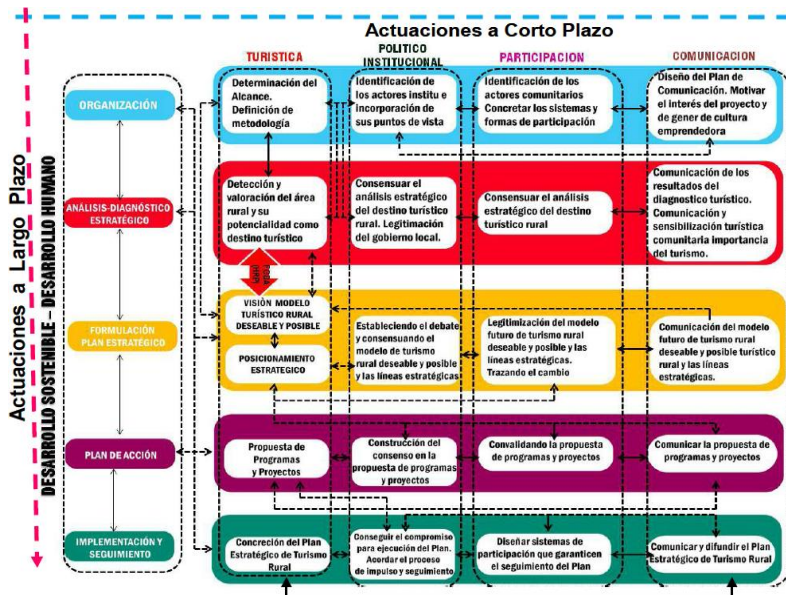 Actuaciones a Corto Plazo
TURISTICA
POLITICO
INSTITUCIONAL
PARTICIPACION
COMUNICACION
Actuaciones a Largo Plazo
DESARROLLO SOSTENIBLE – DESARROLLO HUMANO
ORGANIZACIÓN
Determinación del
Alcance.
Definición de
metodología
Identificación de
los actores institu e
incorporación de
sus puntos de vista
Identificación de los
actores comunitarios
Concretar los sistemas y
formas de participación
Diseño del Plan de
Comunicación. Motivar
el interés del proyecto y
de gener de cultura
emprendedora
ANÁLISIS-DIAGNÓSTICO
ESTRATÉGICO
Detección y
valoración del área
rural y su
potencialidad como
destino turístico
Consensuar el
análisis estratégico
del destino turístico
rural. Legitimación
del gobierno local.
Consensuar el análisis
estratégico del destino
turístico rural
Comunicación de los
resultados del
diagnostico turístico.
Comunicación y
sensibilización turística
comunitaria importancia
del turismo.
FORMULACIÓN
PLAN ESTRATÉGICO
VISIÒN MODELO
TURÍSTICO RURAL
DESEABLE Y POSIBLE
POSICIONAMIENTO
ESTRATEGICO
Estableciendo el debate
y consensuando el
modelo de turismo
rural deseable y posible
y las líneas estratégicas
Legitimización del modelo
futuro de turismo rural
deseable y posible y las
líneas estratégicas.
Trazando el cambio
Comunicación del modelo
futuro de turismo rural
deseable y posible turístico
rural y las líneas
estratégicas.
PLAN DE ACCIÓN
Propuesta de
Programas
y Proyectos
Construcción del
consenso en la
propuesta de programas
y proyectos
Convalidando la propuesta
de programas y proyectos
Comunicar la propuesta de
programas y proyectos
IMPLEMENTACIÓN Y
SEGUIMIENTO
Concreción del Plan
Estratégico de Turismo
Rural
Conseguir el compromiso
para ejecución del Plan.
Acordar el proceso
de impulso y seguimiento
Diseñar sistemas de
participación que garanticen
el seguimiento del Plan
Comunicar y difundir el Plan
Estratégico de Turismo Rural